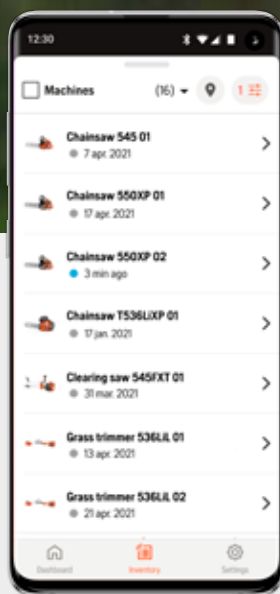 12:30
Machines (16) 1
Chainsaw 545 01
7 apr. 2021
Chainsaw 550XP 01
17 apr. 2021
Chainsaw 550XP 02
3 min ago
Chainsaw T536LiXP 01
17 jan. 2021
Clearing saw 545FXT 01
31 mar. 2021
Grass trimmer 536LiL 01
13 apr. 2021
Grass trimmer 536LiL 02
21 apr. 2021
Dashboard Inventory Settings